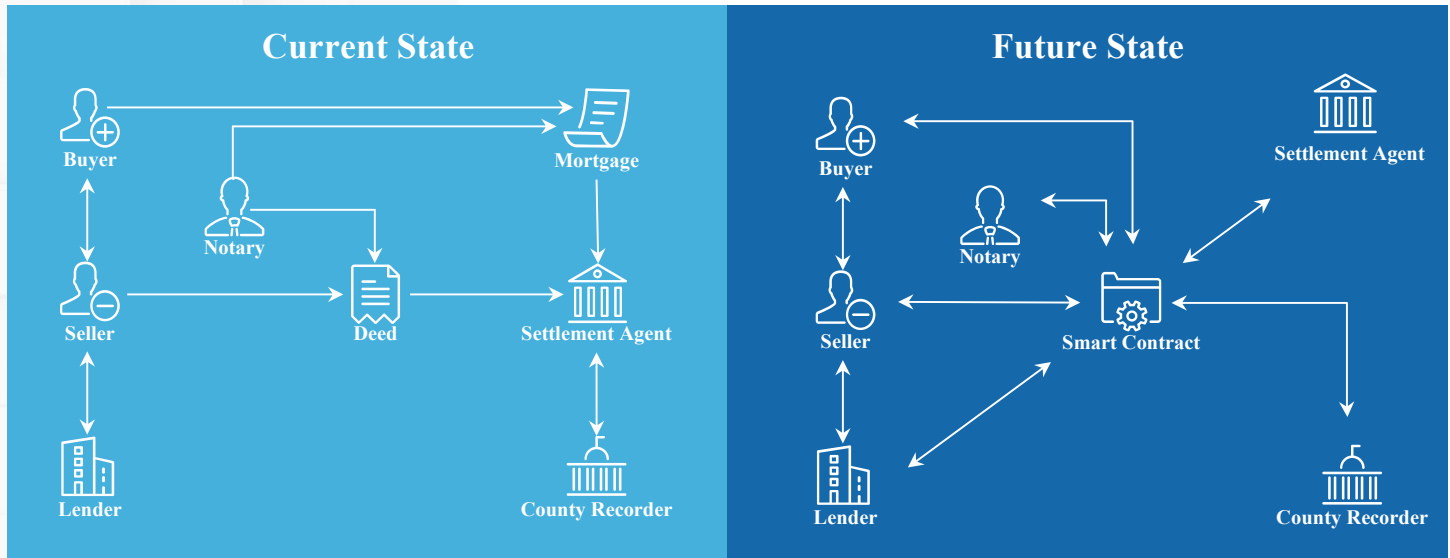 Current State
Buyer
Mortgage
Notary
Seller
Deed
Settlement Agent
Lender
County Recorder
Future State
Settlement Agent
Buyer
Notary
Seller
Smart Contract
Lender
County Recorder